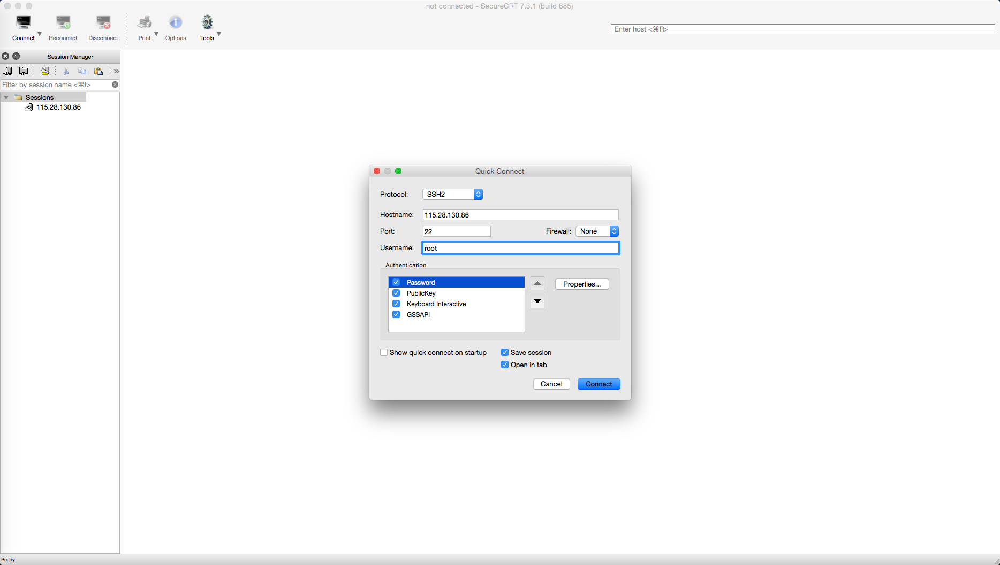 not connected - SecureCRT 7.3.1 (build 685)
Connect
Reconnect
Disconnect
Print
Options
Tools
Enter host <⌘R>
Session Manager
Filter by session name <⌘I>
Sessions
115.28.130.86
Quick Connect
Protocol: SSH2
Hostname: 115.28.130.86
Port: 22 Firewall: None
Username: root
Authentication
Password
PublicKey
Keyboard Interactive
GSSAPI
Properties...
Show quick connect on startup
Save session
Open in tab
Cancel Connect
Ready